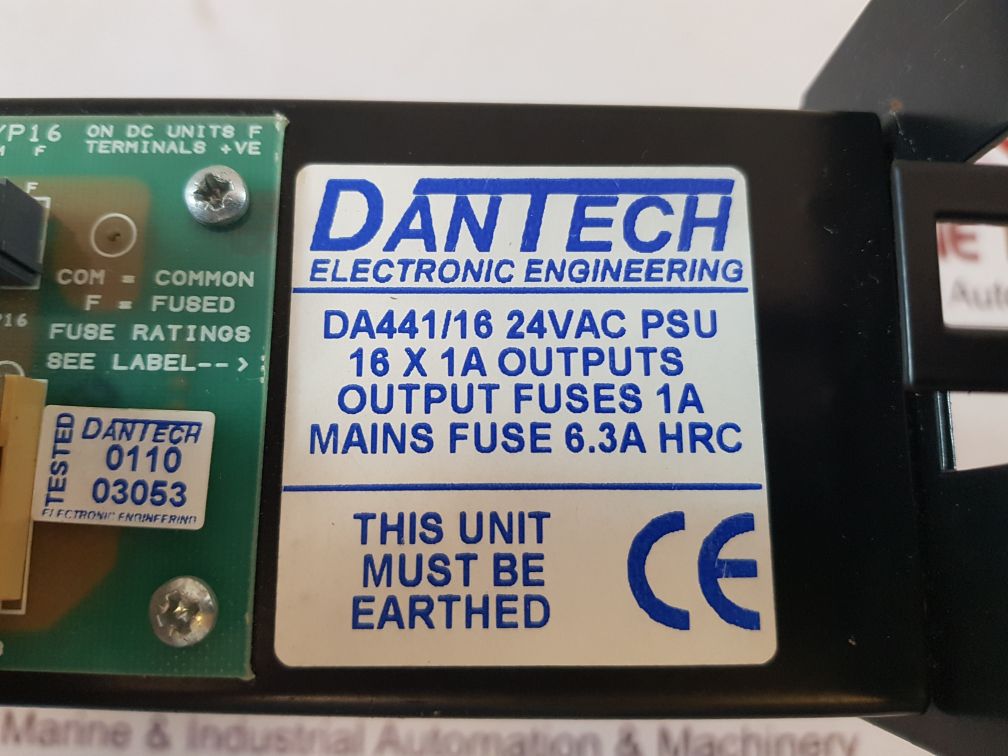 ON DC UNITS F
TERMINALS +VE
F
F
COM = COMMON
F = FUSED
FUSE RATINGS
SEE LABEL-->
TESTED
DANTECH
0110
03053
ELECTRONIC ENGINEERING
DANTECH
ELECTRONIC ENGINEERING
DA441/16 24VAC PSU
16 X 1A OUTPUTS
OUTPUT FUSES 1A
MAINS FUSE 6.3A HRC
THIS UNIT
MUST BE
EARTHED
CE
Marine & Industrial Automation & Machinery